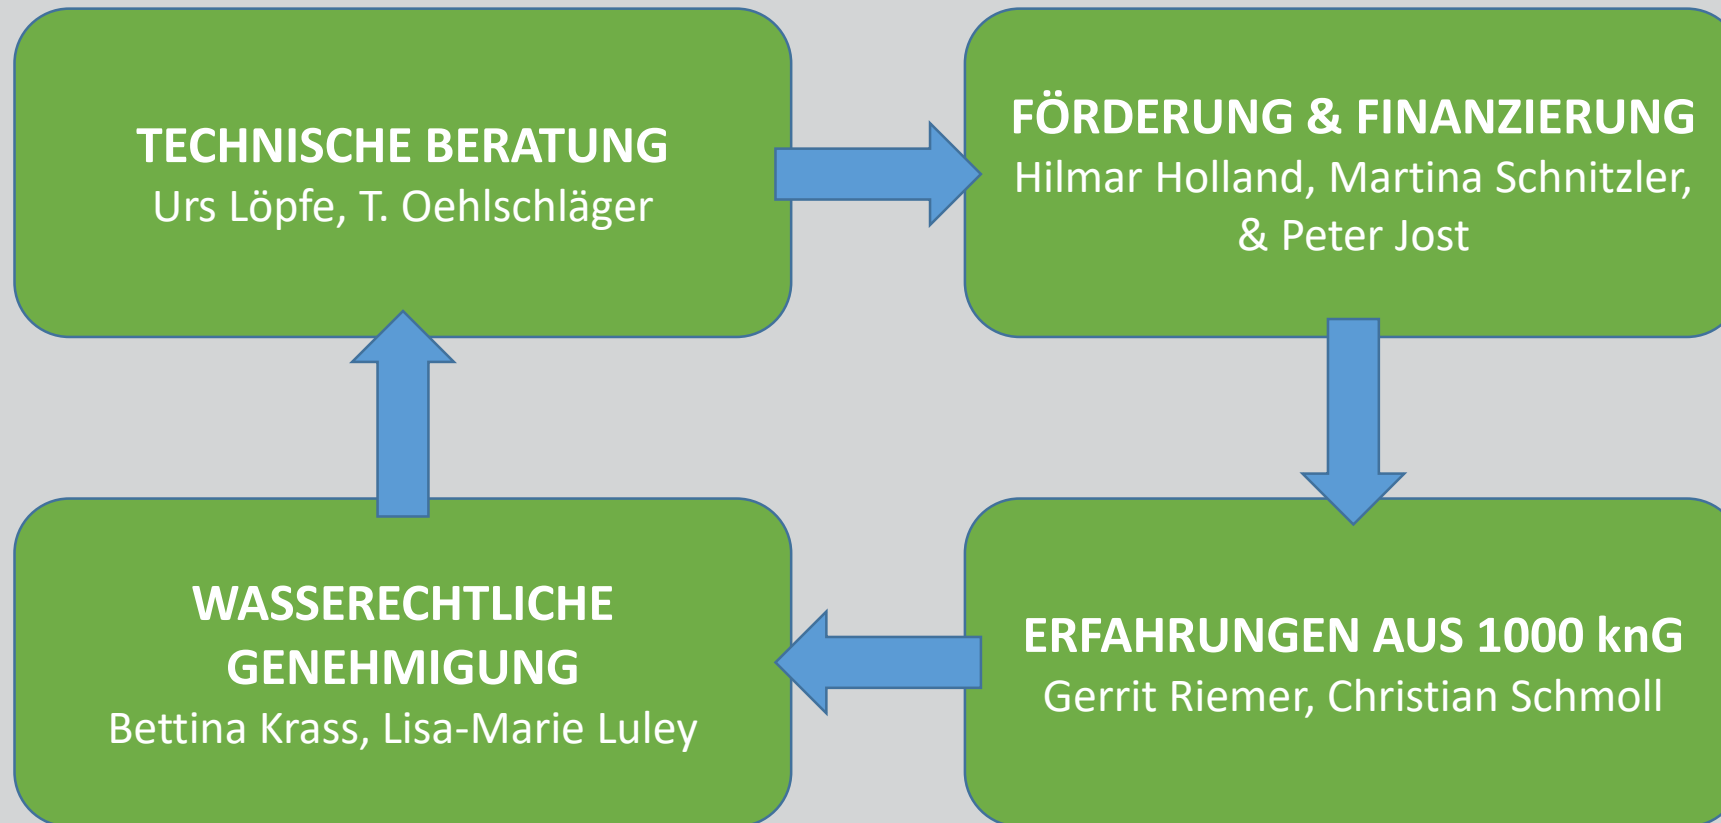 TECHNISCHE BERATUNG
Urs Löpfe, T. Oehlschläger
FÖRDERUNG & FINANZIERUNG
Hilmar Holland, Martina Schnitzler,
& Peter Jost
WASSERECHTLICHE
GENEHMIGUNG
Bettina Krass, Lisa-Marie Luley
ERFAHRUNGEN AUS 1000 knG
Gerrit Riemer, Christian Schmoll